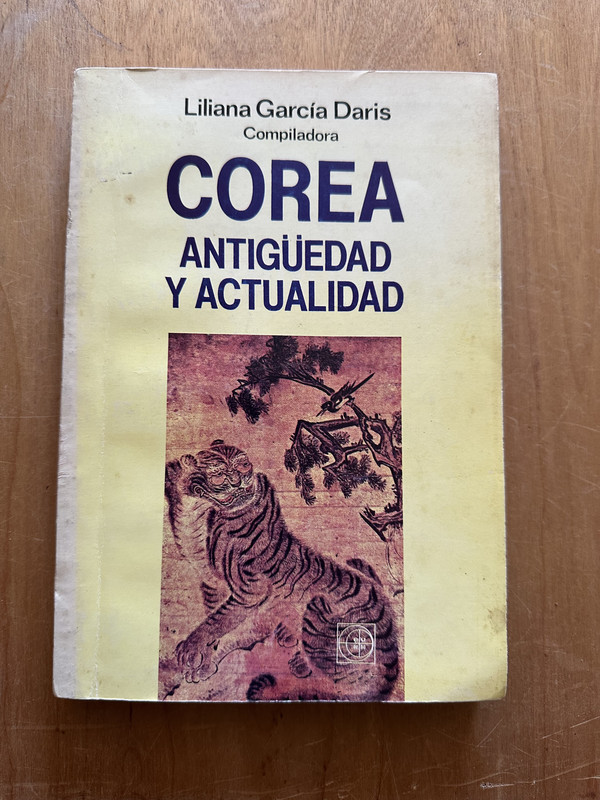 Liliana García Daris
Compiladora
COREA
ANTIGÜEDAD
Y ACTUALIDAD